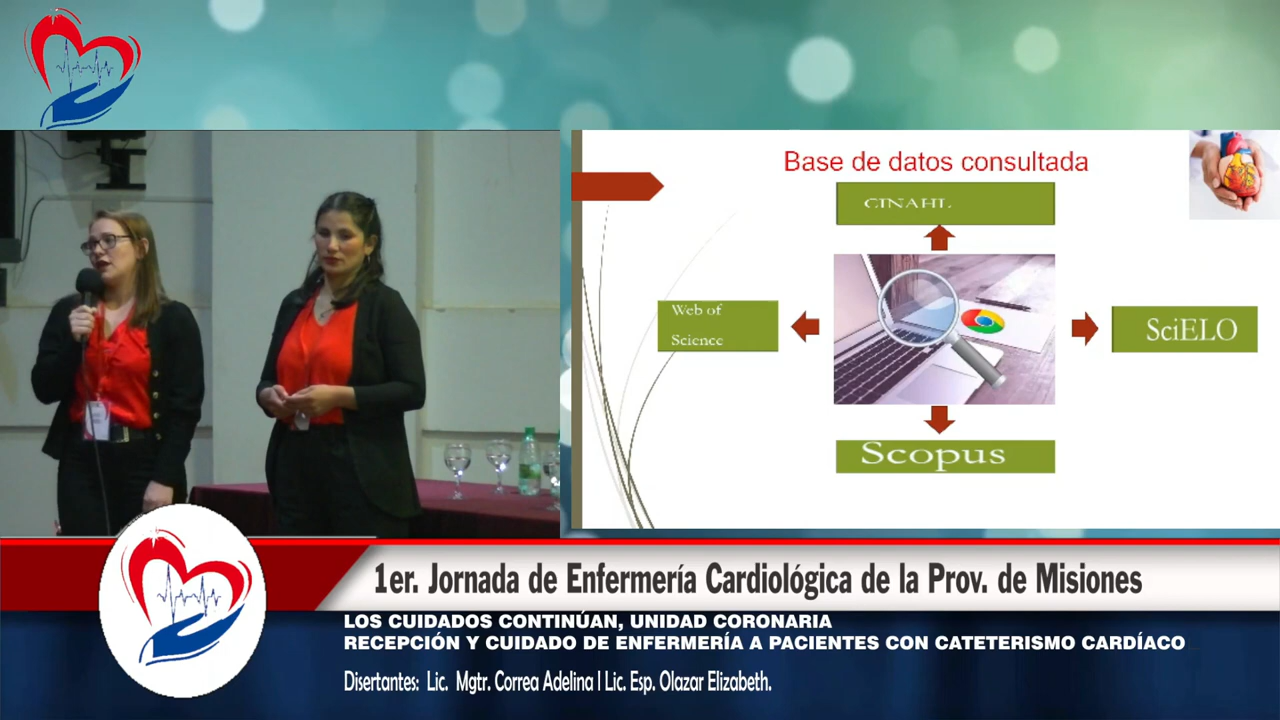 Base de datos consultada
CINAHL
Web of
Science
SciELO
Scopus
1er. Jornada de Enfermería Cardiológica de la Prov. de Misiones
LOS CUIDADOS CONTINÚAN, UNIDAD CORONARIA
RECEPCIÓN Y CUIDADO DE ENFERMERÍA A PACIENTES CON CATETERISMO CARDÍACO
Disertantes: Lic. Mgtr. Correa Adelina l Lic. Esp. Olazar Elizabeth.